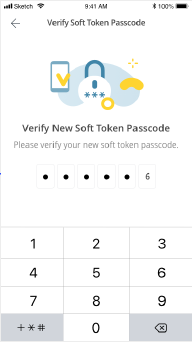 Sketch 9:41 AM 100%
Verify Soft Token Passcode
***
Verify New Soft Token Passcode
Please verify your new soft token passcode.
● ● ● ● ● 6
1 2 3
4 5 6
7 8 9
+*# 0